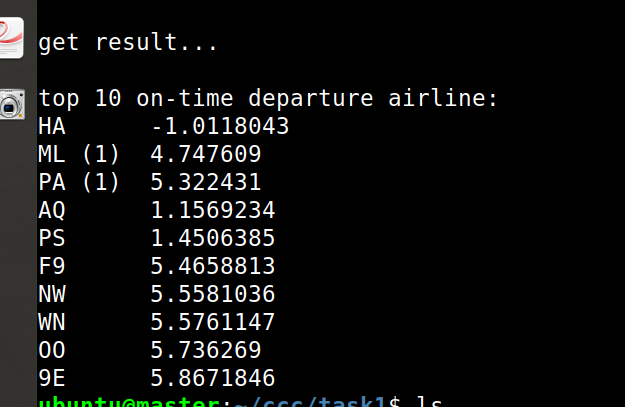 get result...
top 10 on-time departure airline:
HA -1.0118043
ML (1) 4.747609
PA (1) 5.322431
AQ 1.1569234
PS 1.4506385
F9 5.4658813
NW 5.5581036
WN 5.5761147
OO 5.736269
9E 5.8671846
ubuntu@master:~/ccc/task1$ ls